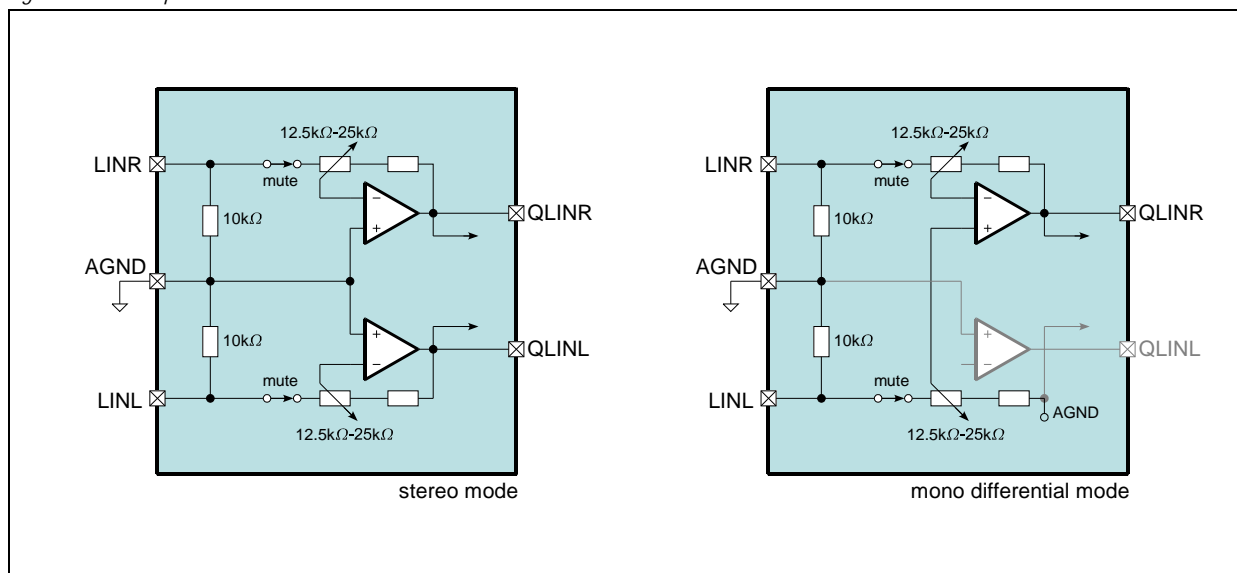 12.5kΩ-25kΩ
LINR
mute
−
+
10kΩ
QLINR
AGND
10kΩ
+
−
QLINL
mute
LINL
12.5kΩ-25kΩ
stereo mode
12.5kΩ-25kΩ
LINR
mute
−
+
10kΩ
QLINR
AGND
10kΩ
+
−
QLINL
mute
LINL
AGND
12.5kΩ-25kΩ
mono differential mode